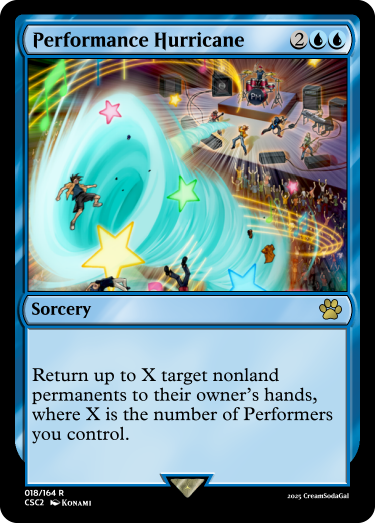 Performance Hurricane 2
Sorcery
Return up to X target nonland
permanents to their owner's hands,
where X is the number of Performers
you control.
018/164 R
CSC2 Konami
2025 CreamSodaGal